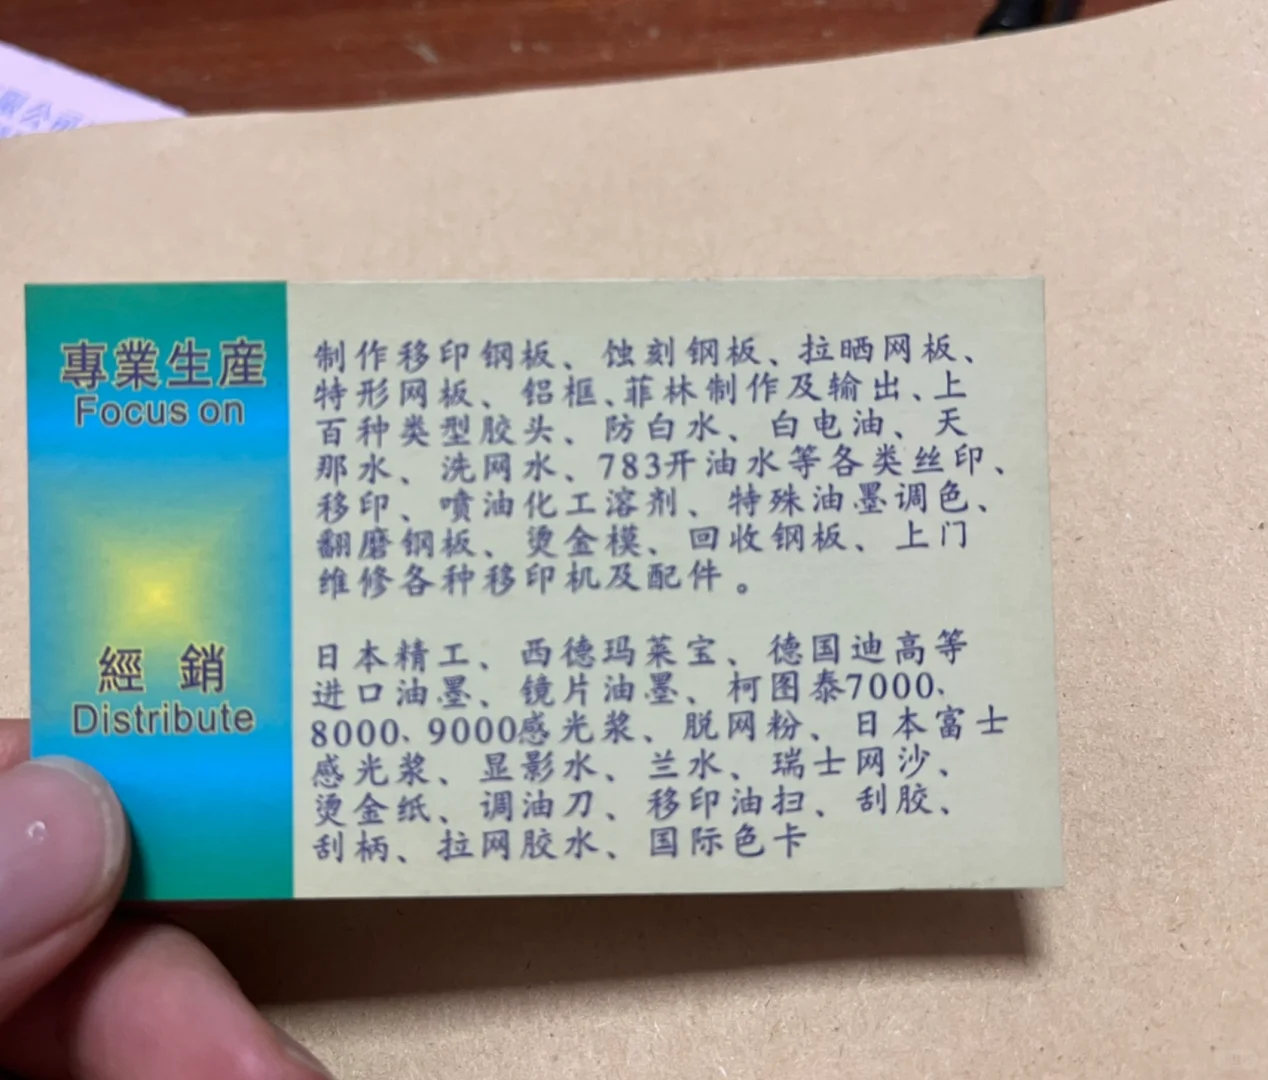 專業生産
Focus on
制作移印钢板、蚀刻钢板、拉晒网板、
特形网板、铝框、菲林制作及输出、上
百种类型胶头、防白水、白电油、天
那水、洗网水、783开油水等各类丝印、
移印、喷油化工溶剂、特殊油墨调色、
翻磨钢板、烫金模、回收钢板、上门
维修各种移印机及配件。
經銷
Distribute
日本精工、西德玛莱宝、德国迪高等
进口油墨、镜片油墨、柯图泰7000、
8000、9000感光浆、脱网粉、日本富士
感光浆、显影水、兰水、瑞士网沙、
烫金纸、调油刀、移印油扫、刮胶、
刮柄、拉网胶水、国际色卡